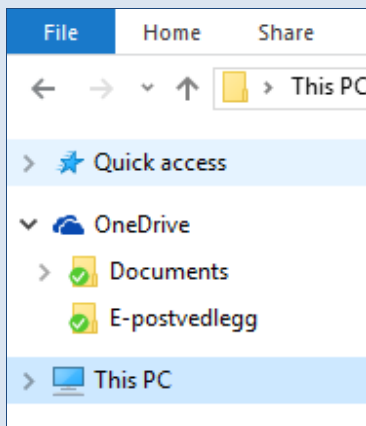 File Home Share
This PC
Quick access
OneDrive
Documents
E-postvedlegg
This PC